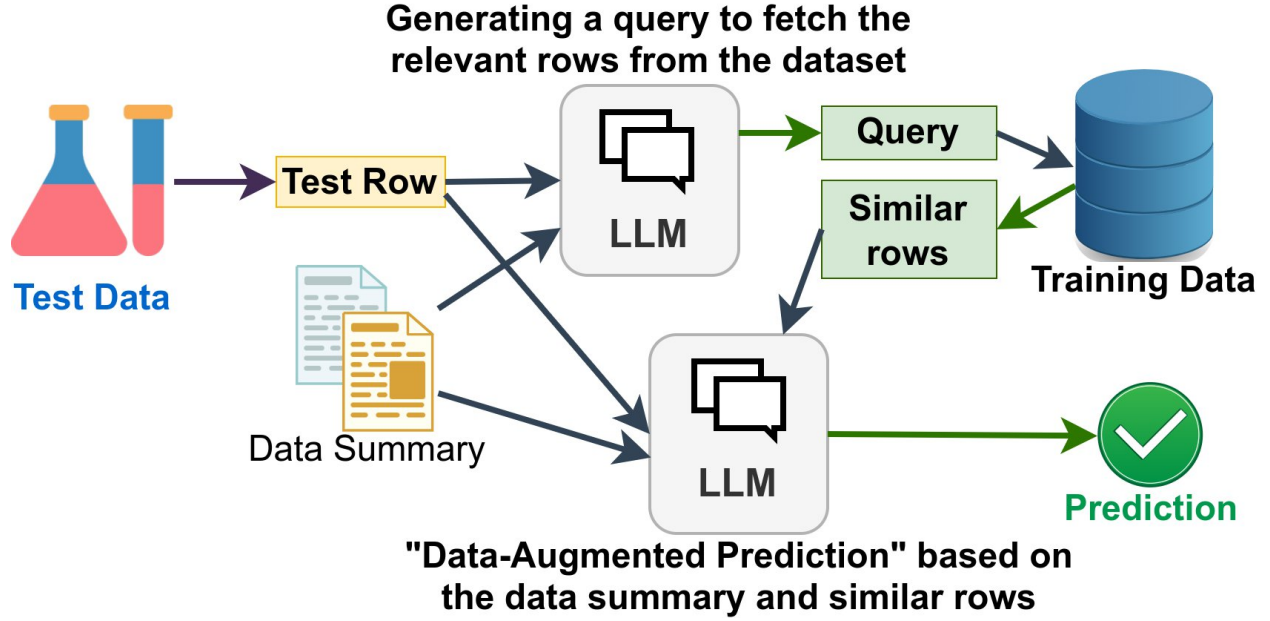 Generating a query to fetch the
relevant rows from the dataset
Test Data
Test Row
Data Summary
LLM
Query
Similar
rows
Training Data
LLM
Prediction
"Data-Augmented Prediction" based on
the data summary and similar rows